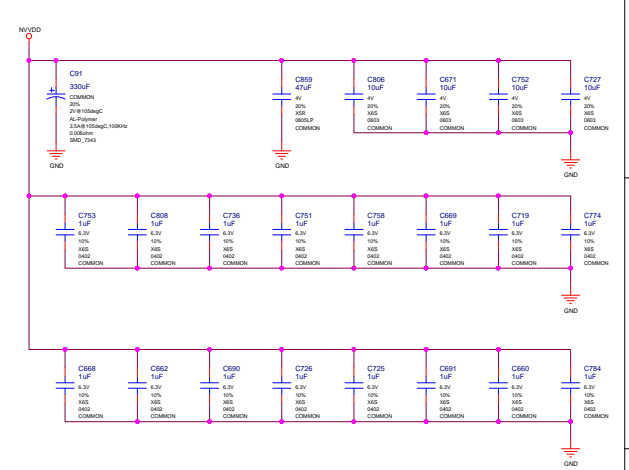 NVVDD
C91
330uF
COMMON
20%
2V@105degC
AL-Polymer
3.5A@105degC,100KHz
0.006ohm
SMD_7343
GND
C859
47uF
4V
20%
X5R
0805LP
COMMON
GND
C806
10uF
4V
20%
X6S
0603
COMMON
C671
10uF
4V
20%
X6S
0603
COMMON
C752
10uF
4V
20%
X6S
0603
COMMON
C727
10uF
4V
20%
X6S
0603
COMMON
GND
C753
1uF
6.3V
10%
X6S
0402
COMMON
C808
1uF
6.3V
10%
X6S
0402
COMMON
C736
1uF
6.3V
10%
X6S
0402
COMMON
C751
1uF
6.3V
10%
X6S
0402
COMMON
C758
1uF
6.3V
10%
X6S
0402
COMMON
C669
1uF
6.3V
10%
X6S
0402
COMMON
C719
1uF
6.3V
10%
X6S
0402
COMMON
C774
1uF
6.3V
10%
X6S
0402
COMMON
GND
C668
1uF
6.3V
10%
X6S
0402
COMMON
C662
1uF
6.3V
10%
X6S
0402
COMMON
C690
1uF
6.3V
10%
X6S
0402
COMMON
C726
1uF
6.3V
10%
X6S
0402
COMMON
C725
1uF
6.3V
10%
X6S
0402
COMMON
C691
1uF
6.3V
10%
X6S
0402
COMMON
C660
1uF
6.3V
10%
X6S
0402
COMMON
C784
1uF
6.3V
10%
X6S
0402
COMMON
GND